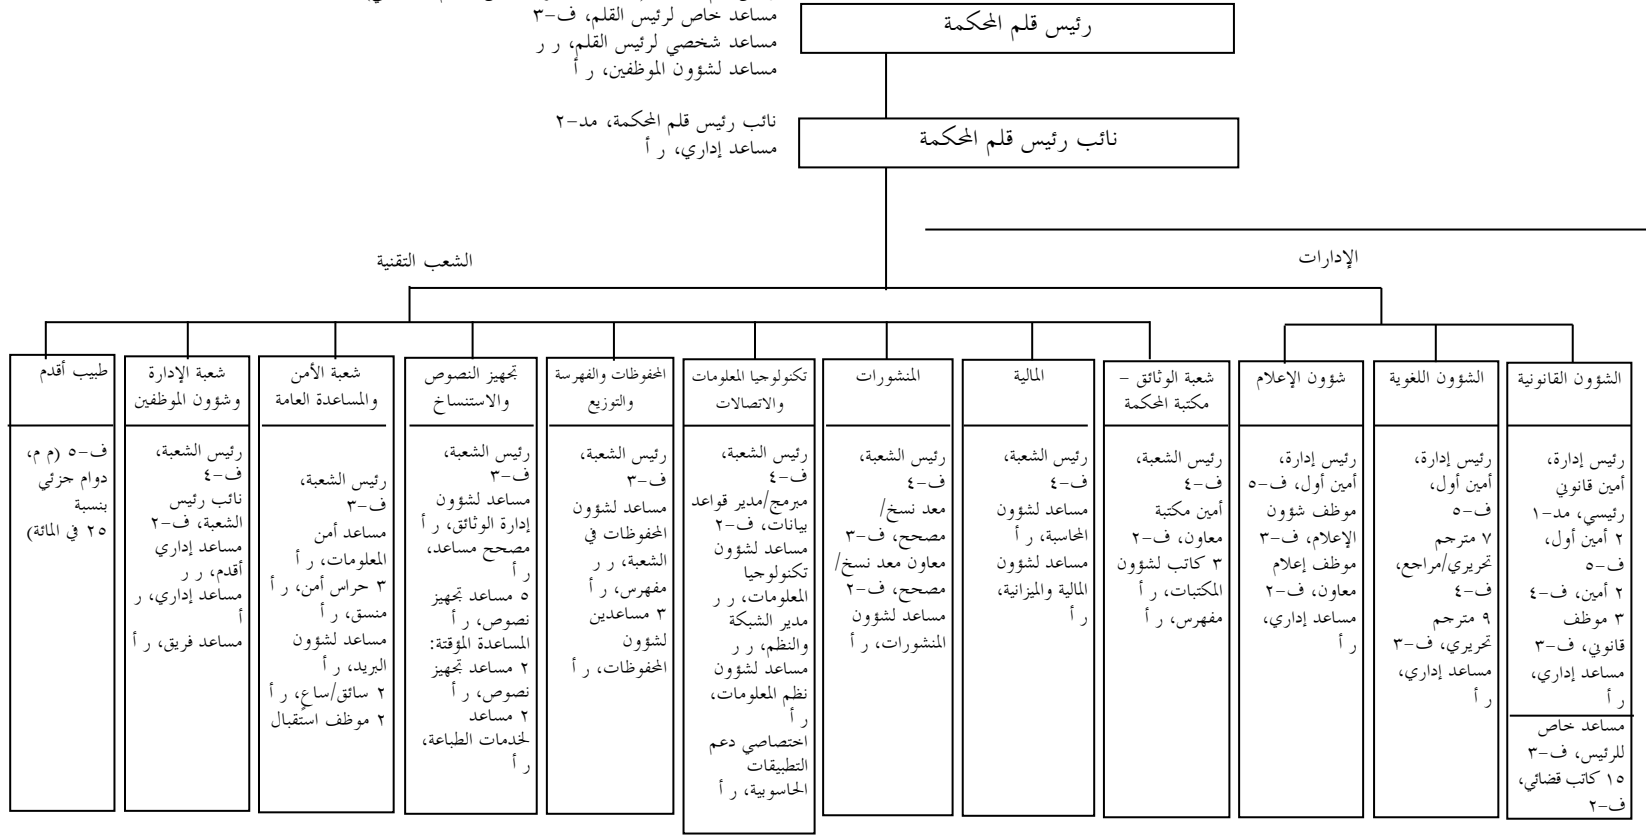 مساعد خاص لرئيس القلم، ف-٣
مساعد شخصي لرئيس القلم، ر ر
مساعد لشؤون الموظفين، ر أ
رئيس قلم المحكمة
نائب رئيس قلم المحكمة، مد-٢
مساعد إداري، ر أ
نائب رئيس قلم المحكمة
الإدارات
الشعب التقنية
الشؤون القانونية
رئيس إدارة،
أمين قانوني
رئيسي، مد-١
٢ أمين أول،
ف-٥
٢ أمين، ف-٤
٣ موظف
قانوني، ف-٣
مساعد إداري،
ر أ
مساعد خاص
للرئيس، ف-٣
١٥ كاتب قضائي،
ف-٢
الشؤون اللغوية
رئيس إدارة،
أمين أول،
ف-٥
٧ مترجم
تحريري/مراجع،
ف-٤
٩ مترجم
تحريري، ف-٣
مساعد إداري،
ر أ
شؤون الإعلام
رئيس إدارة،
أمين أول، ف-٥
موظف شؤون
الإعلام، ف-٣
موظف إعلام
معاون، ف-٢
مساعد إداري،
ر أ
شعبة الوثائق –
مكتبة المحكمة
رئيس الشعبة،
ف-٤
أمين مكتبة
معاون، ف-٢
٣ كاتب لشؤون
المكتبات، ر أ
مفهرس، ر أ
المالية
رئيس الشعبة،
ف-٤
مساعد لشؤون
المحاسبة، ر أ
مساعد لشؤون
المالية والميزانية،
ر أ
المنشورات
رئيس الشعبة،
ف-٤
معد نسخ/
مصحح، ف-٣
معاون معد نسخ/
مصحح، ف-٢
مساعد لشؤون
المنشورات، ر أ
تكنولوجيا المعلومات
والاتصالات
رئيس الشعبة،
ف-٤
مبرمج/مدير قواعد
بيانات، ف-٢
مساعد لشؤون
تكنولوجيا
المعلومات، ر ر
مدير الشبكة
والنظم، ر ر
مساعد لشؤون
نظم المعلومات،
ر أ
اختصاصي دعم
التطبيقات
الحاسوبية، ر أ
المحفوظات والفهرسة
والتوزيع
رئيس الشعبة،
ف-٣
مساعد لشؤون
المحفوظات في
الشعبة، ر ر
مفهرس، ر أ
٣ مساعدين
لشؤون
المحفوظات، ر أ
تجهيز النصوص
والاستنساخ
رئيس الشعبة،
ف-٣
مساعد لشؤون
إدارة الوثائق، ر أ
مصحح مساعد،
ر أ
٥ مساعد تجهيز
نصوص، ر أ
المساعدة المؤقتة:
٢ مساعد تجهيز
نصوص، ر أ
٢ مساعد
لخدمات الطباعة،
ر أ
شعبة الأمن
والمساعدة العامة
رئيس الشعبة،
ف-٣
مساعد أمن
المعلومات، ر أ
٣ حراس أمن، ر أ
منسق، ر أ
مساعد لشؤون
البريد، ر أ
٢ سائق/ساع، ر أ
٢ موظف استقبال
شعبة الإدارة
وشؤون الموظفين
رئيس الشعبة،
ف-٤
نائب رئيس
الشعبة، ف-٢
مساعد إداري
أقدم، ر ر
مساعد إداري، ر
أ
مساعد فريق، ر أ
طبيب أقدم
ف-٥ (م م،
دوام جزئي
بنسبة
٢٥ في المائة)